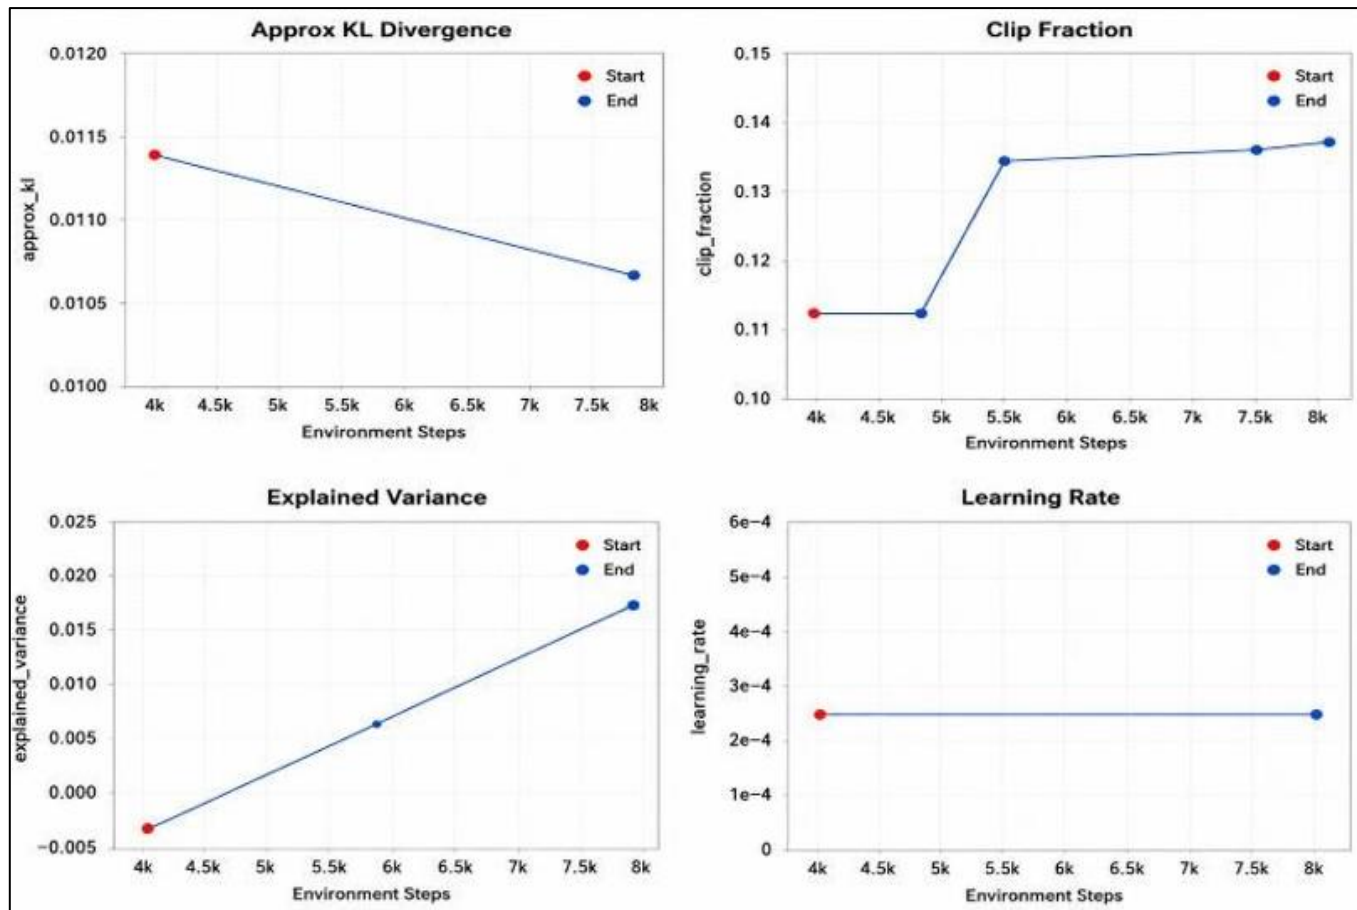 Approx KL Divergence
0.0120
0.0115
0.0110
0.0105
0.0100
approx_kl
Start
End
4k 4.5k 5k 5.5k 6k 6.5k 7k 7.5k 8k
Environment Steps
Clip Fraction
0.15
0.14
0.13
0.12
0.11
0.10
clip_fraction
Start
End
4k 4.5k 5k 5.5k 6k 6.5k 7k 7.5k 8k
Environment Steps
Explained Variance
0.025
0.020
0.015
0.010
0.005
0.000
−0.005
explained_variance
Start
End
4k 4.5k 5k 5.5k 6k 6.5k 7k 7.5k 8k
Environment Steps
Learning Rate
6e−4
5e−4
4e−4
3e−4
2e−4
1e−4
0
learning_rate
Start
End
4k 4.5k 5k 5.5k 6k 6.5k 7k 7.5k 8k
Environment Steps